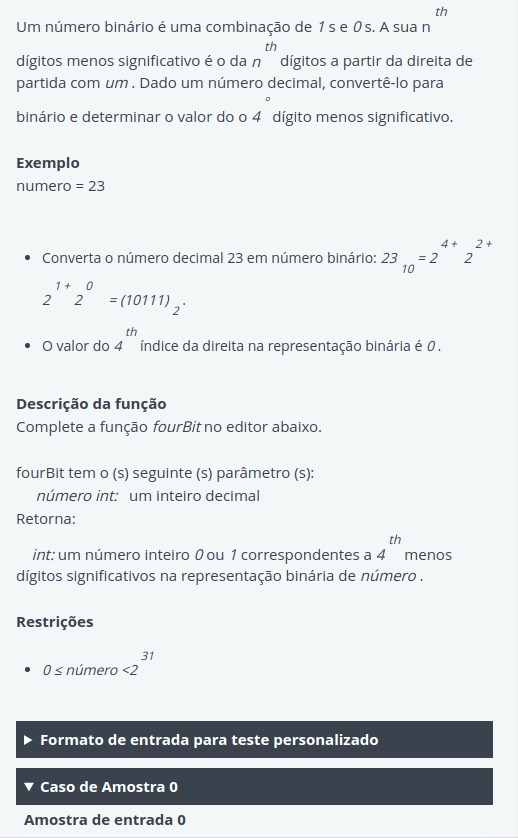 Um número binário é uma combinação de 1 s e 0 s. A sua n th
dígitos menos significativo é o da n th dígitos a partir da direita de
partida com um . Dado um número decimal, convertê-lo para
binário e determinar o valor do o 4 º dígito menos significativo.
Exemplo
numero = 23
• Converta o número decimal 23 em número binário: 23 10 = 2 4 + 2 2 +
2 1 + 2 0 = (10111) 2 .
• O valor do 4 th índice da direita na representação binária é 0 .
Descrição da função
Complete a função fourBit no editor abaixo.
fourBit tem o (s) seguinte (s) parâmetro (s):
número int: um inteiro decimal
Retorna:
int: um número inteiro 0 ou 1 correspondentes a 4 th menos
dígitos significativos na representação binária de número .
Restrições
• 0 ≤ número <2 31
▶ Formato de entrada para teste personalizado
▼ Caso de Amostra 0
Amostra de entrada 0